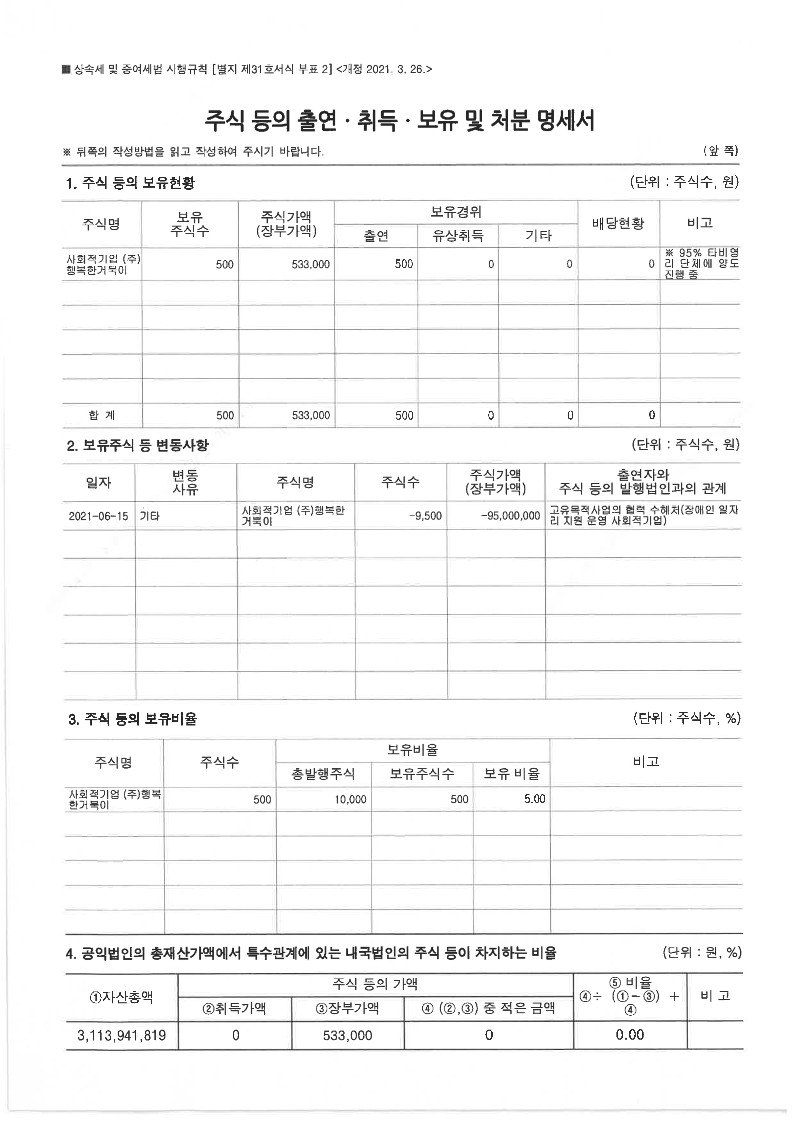 ■ 상속세 및 증여세법 시행규칙 [별지 제31호서식 부표 2] <개정 2021. 3. 26.>
주식 등의 출연 · 취득 · 보유 및 처분 명세서
※ 뒤쪽의 작성방법을 읽고 작성하여 주시기 바랍니다. (앞 쪽)
1. 주식 등의 보유현황 (단위 : 주식수, 원)
주식명 보유 주식수 주식가액 (장부가액) 보유경위 배당현황 비고
출연 유상취득 기타
사회적기업 (주)행복한거북이 500 533,000 500 0 0 0 ※ 95% 타비영리 단체에 양도 진행 중
합 계 500 533,000 500 0 0 0
2. 보유주식 등 변동사항 (단위 : 주식수, 원)
일자 변동 사유 주식명 주식수 주식가액 (장부가액) 출연자와 주식 등의 발행법인과의 관계
2021-06-15 기타 사회적기업 (주)행복한거북이 -9,500 -95,000,000 고유목적사업의 협력 수혜처(장애인 일자리 지원 운영 사회적기업)
3. 주식 등의 보유비율 (단위 : 주식수, %)
주식명 주식수 보유비율 비고
총발행주식 보유주식수 보유 비율
사회적기업 (주)행복한거북이 500 10,000 500 5.00
4. 공익법인의 총재산가액에서 특수관계에 있는 내국법인의 주식 등이 차지하는 비율 (단위 : 원, %)
①자산총액 주식 등의 가액 ⑤ 비율 ④÷ (①-③) + ④ 비 고
②취득가액 ③장부가액 ④ (②,③) 중 적은 금액
3,113,941,819 0 533,000 0 0.00